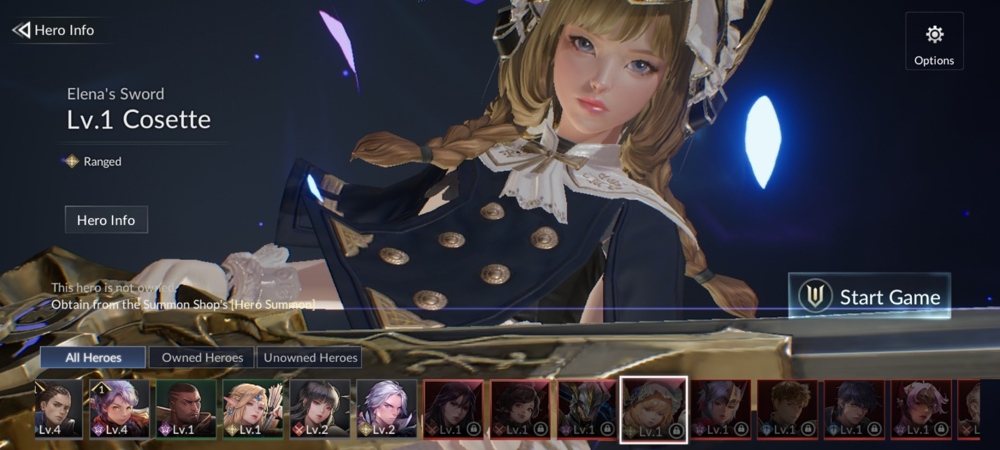 Hero Info
Options
Elena's Sword
Lv.1 Cosette
Ranged
Hero Info
This hero is not owned.
Obtain from the Summon Shop's [Hero Summon]
Start Game
All Heroes
Owned Heroes
Unowned Heroes
1
Lv.4
Lv.4
Lv.1
Lv.1
Lv.2
Lv.2
Lv.1
Lv.1
Lv.1
Lv.1
Lv.1
Lv.1
Lv.1
Lv.1